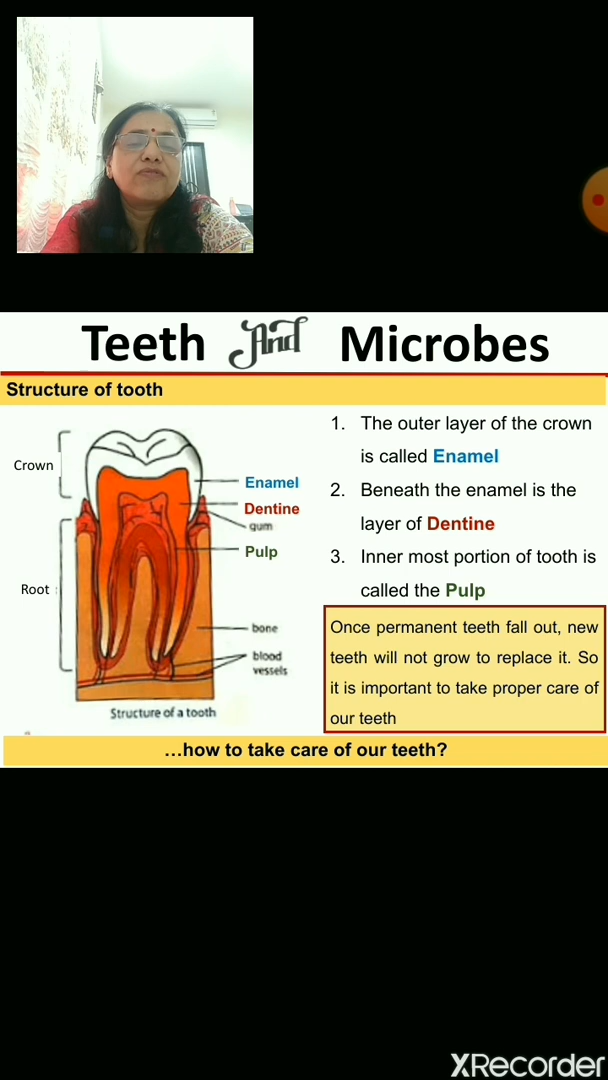 Teeth And Microbes
Structure of tooth
Crown
Root
Enamel
Dentine
gum
Pulp
bone
blood
vessels
Structure of a tooth
1. The outer layer of the crown
is called Enamel
2. Beneath the enamel is the
layer of Dentine
3. Inner most portion of tooth is
called the Pulp
Once permanent teeth fall out, new
teeth will not grow to replace it. So
it is important to take proper care of
our teeth
...how to take care of our teeth?
XRecorder